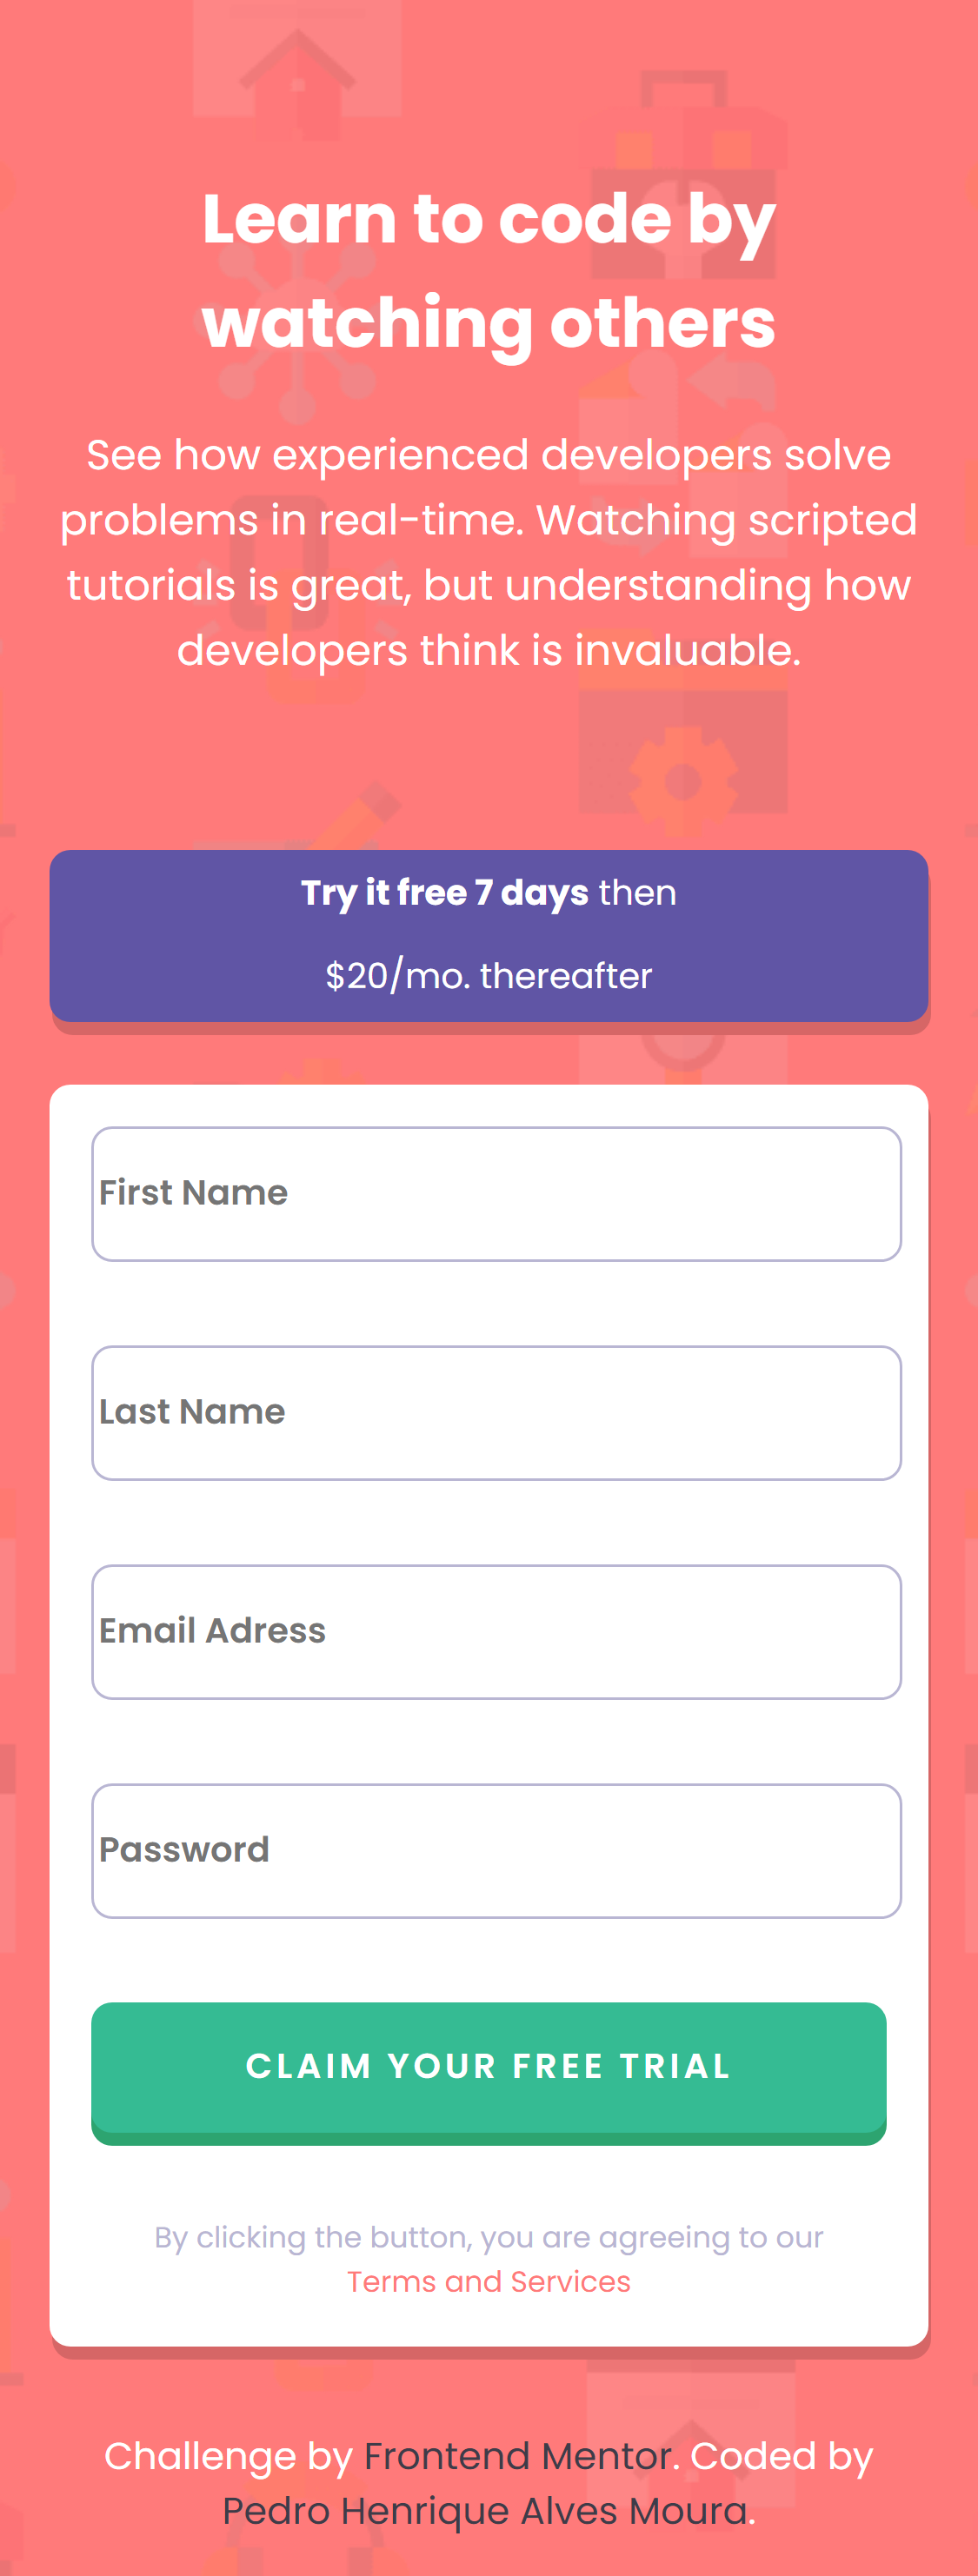 Learn to code by
watching others
See how experienced developers solve
problems in real-time. Watching scripted
tutorials is great, but understanding how
developers think is invaluable.
Try it free 7 days then
$20/mo. thereafter
First Name
Last Name
Email Adress
Password
CLAIM YOUR FREE TRIAL
By clicking the button, you are agreeing to our
Terms and Services
Challenge by Frontend Mentor. Coded by
Pedro Henrique Alves Moura.